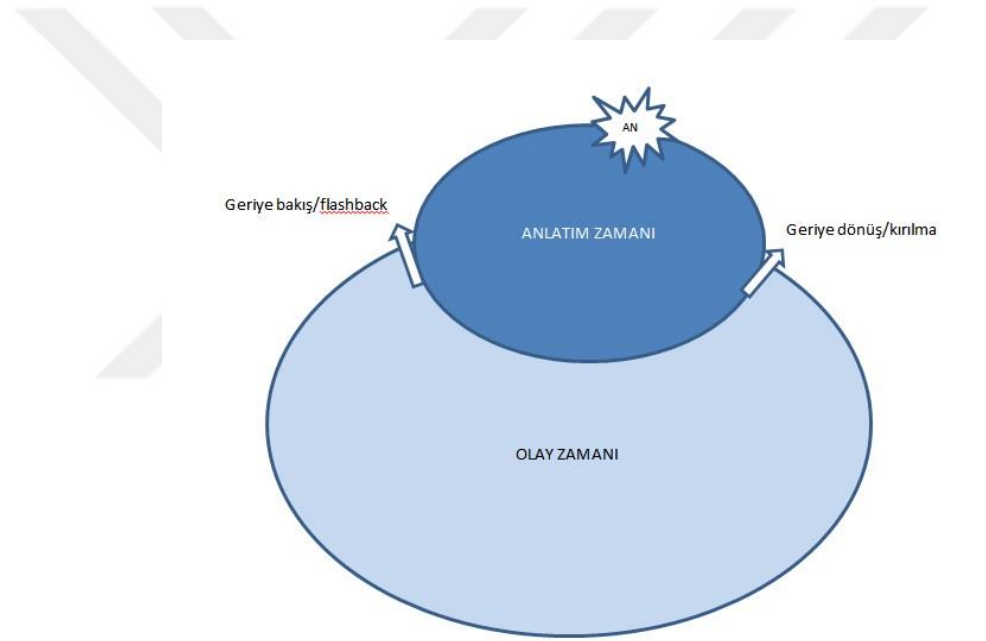 AN
Geriye bakış/flashback
ANLATIM ZAMANI
Geriye dönüş/kırılma
OLAY ZAMANI